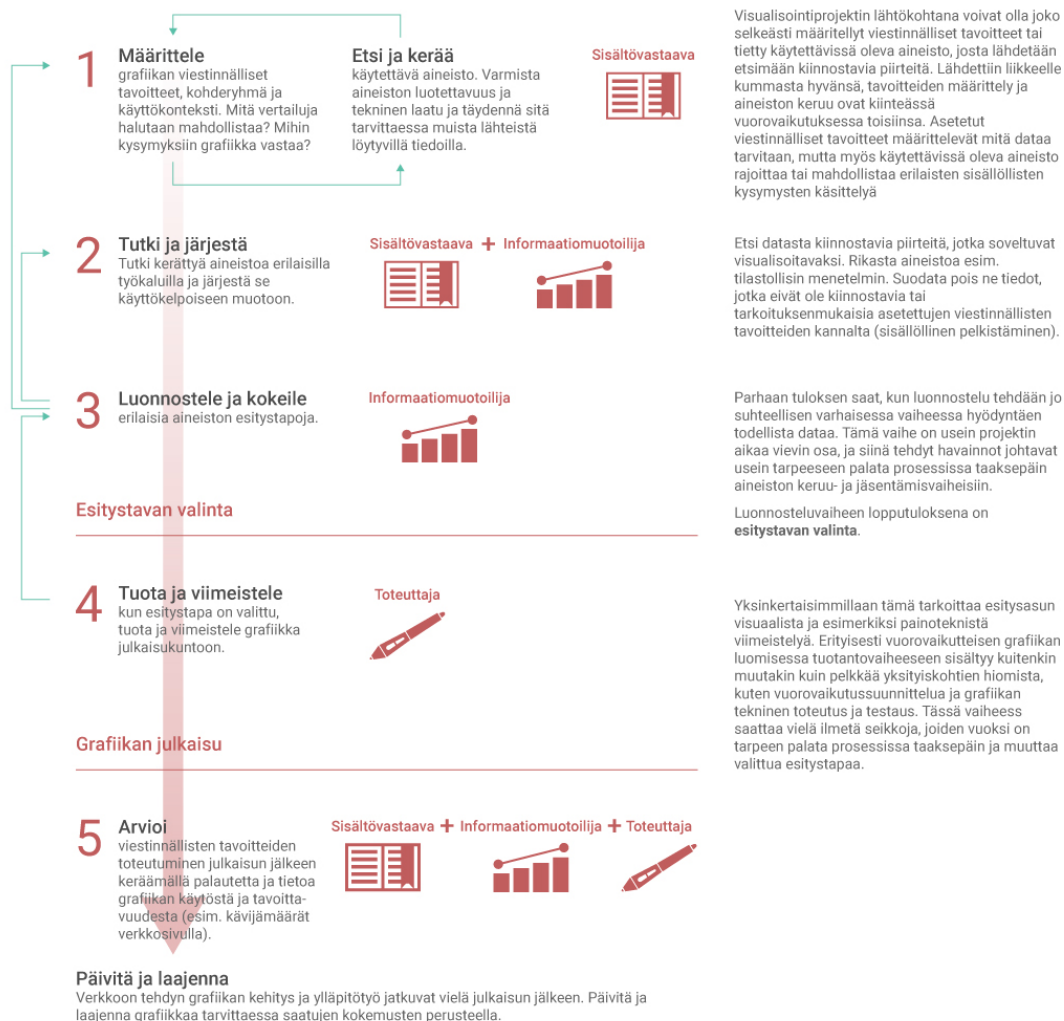 1
Määrittele
grafiikan viestinnälliset
tavoitteet, kohderyhmä ja
käyttökonteksti. Mitä vertailuja
halutaan mahdollistaa? Mihin
kysymyksiin grafiikka vastaa?
Etsi ja kerää
käytettävä aineisto. Varmista
aineiston luotettavuus ja
tekninen laatu ja täydennä sitä
tarvittaessa muista lähteistä
löytyvillä tiedoilla.
Sisältövastaava
Visualisointiprojektin lähtökohtana voivat olla joko
selkeästi määritellyt viestinnälliset tavoitteet tai
tietty käytettävissä oleva aineisto, josta lähdetään
etsimään kiinnostavia piirteitä. Lähdettiin liikkeelle
kummasta hyvänsä, tavoitteiden määrittely ja
aineiston keruu ovat kiinteässä
vuorovaikutuksessa toisiinsa. Asetetut
viestinnälliset tavoitteet määrittelevät mitä dataa
tarvitaan, mutta myös käytettävissä oleva aineisto
rajoittaa tai mahdollistaa erilaisten sisällöllisten
kysymysten käsittelyä
2
Tutki ja järjestä
Tutki kerättyä aineistoa erilaisilla
työkaluilla ja järjestä se
käyttökelpoiseen muotoon.
Sisältövastaava + Informaatiomuotoilija
Etsi datasta kiinnostavia piirteitä, jotka soveltuvat
visualisoitavaksi. Rikasta aineistoa esim.
tilastollisin menetelmin. Suodata pois ne tiedot,
jotka eivät ole kiinnostavia tai
tarkoituksenmukaisia asetettujen viestinnällisten
tavoitteiden kannalta (sisällöllinen pelkistäminen).
3
Luonnostele ja kokeile
erilaisia aineiston esitystapoja.
Informaatiomuotoilija
Parhaan tuloksen saat, kun luonnostelu tehdään jo
suhteellisen varhaisessa vaiheessa hyödyntäen
todellista dataa. Tämä vaihe on usein projektin
aikaa vievin osa, ja siinä tehdyt havainnot johtavat
usein tarpeeseen palata prosessissa taaksepäin
aineiston keruu- ja jäsentämisvaiheisiin.
Luonnosteluvaiheen lopputuloksena on
esitystavan valinta.
Esitystavan valinta
4
Tuota ja viimeistele
kun esitystapa on valittu,
tuota ja viimeistele grafiikka
julkaisukuntoon.
Toteuttaja
Yksinkertaisimmillaan tämä tarkoittaa esitysasun
visuaalista ja esimerkiksi painoteknistä
viimeistelyä. Erityisesti vuorovaikutteisen grafiikan
luomisessa tuotantovaiheeseen sisältyy kuitenkin
muutakin kuin pelkkää yksityiskohtien hiomista,
kuten vuorovaikutussuunnittelua ja grafiikan
tekninen toteutus ja testaus. Tässä vaiheess
saattaa vielä ilmetä seikkoja, joiden vuoksi on
tarpeen palata prosessissa taaksepäin ja muuttaa
valittua esitystapaa.
Grafiikan julkaisu
5
Arvioi
viestinnällisten tavoitteiden
toteutuminen julkaisun jälkeen
keräämällä palautetta ja tietoa
grafiikan käytöstä ja tavoitta-
vuudesta (esim. kävijämäärät
verkkosivulla).
Sisältövastaava + Informaatiomuotoilija + Toteuttaja
Päivitä ja laajenna
Verkkoon tehdyn grafiikan kehitys ja ylläpitötyö jatkuvat vielä julkaisun jälkeen. Päivitä ja
laajenna grafiikkaa tarvittaessa saatujen kokemusten perusteella.